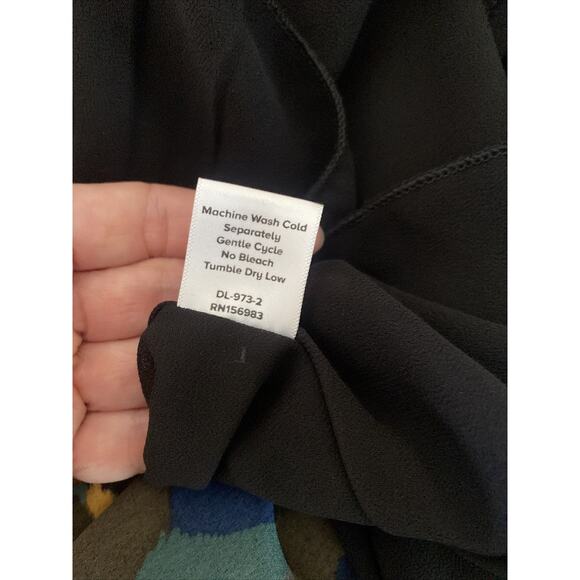 Machine Wash Cold
Separately
Gentle Cycle
No Bleach
Tumble Dry Low
DL-973-2
RN156983